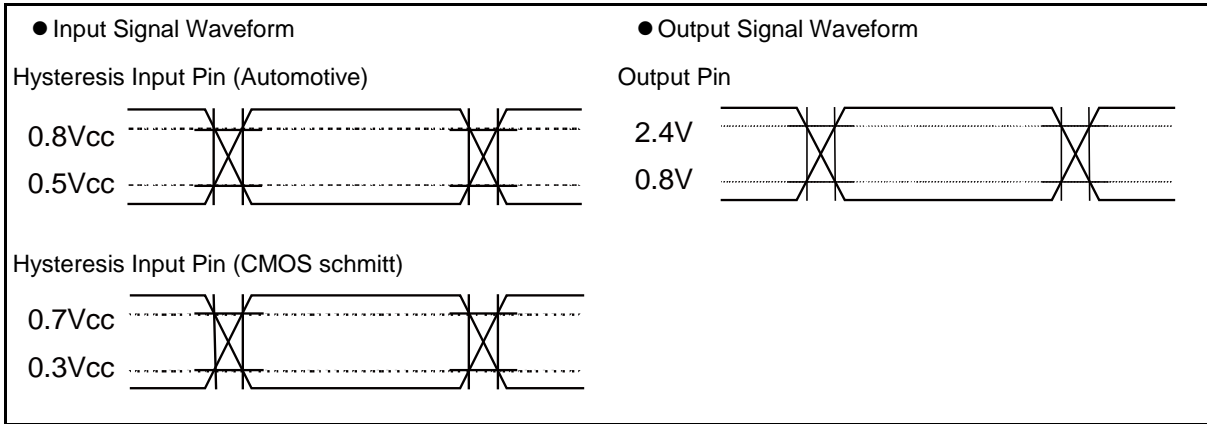 ● Input Signal Waveform
Hysteresis Input Pin (Automotive)
0.8Vcc
0.5Vcc
Hysteresis Input Pin (CMOS schmitt)
0.7Vcc
0.3Vcc
● Output Signal Waveform
Output Pin
2.4V
0.8V